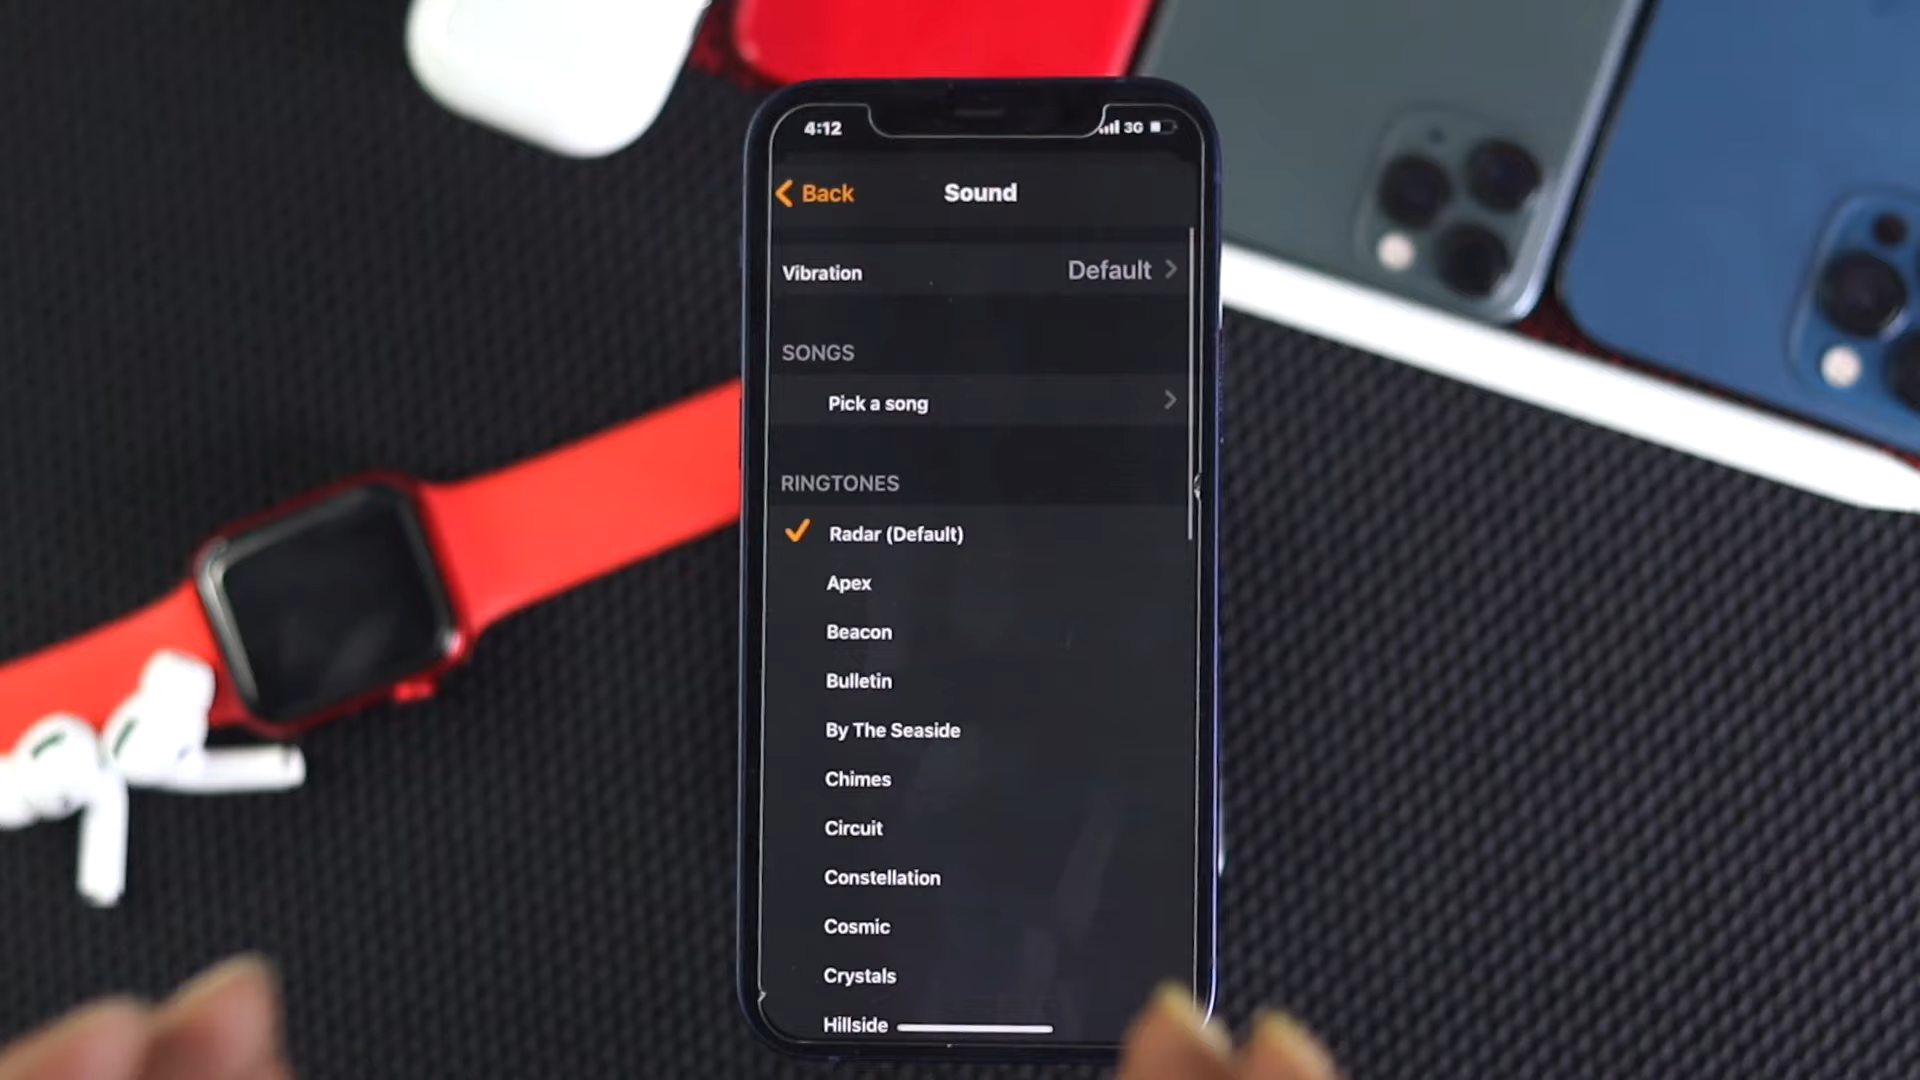 4:12 3G
Back Sound
Vibration Default
SONGS
Pick a song
RINGTONES
Radar (Default)
Apex
Beacon
Bulletin
By The Seaside
Chimes
Circuit
Constellation
Cosmic
Crystals
Hillside